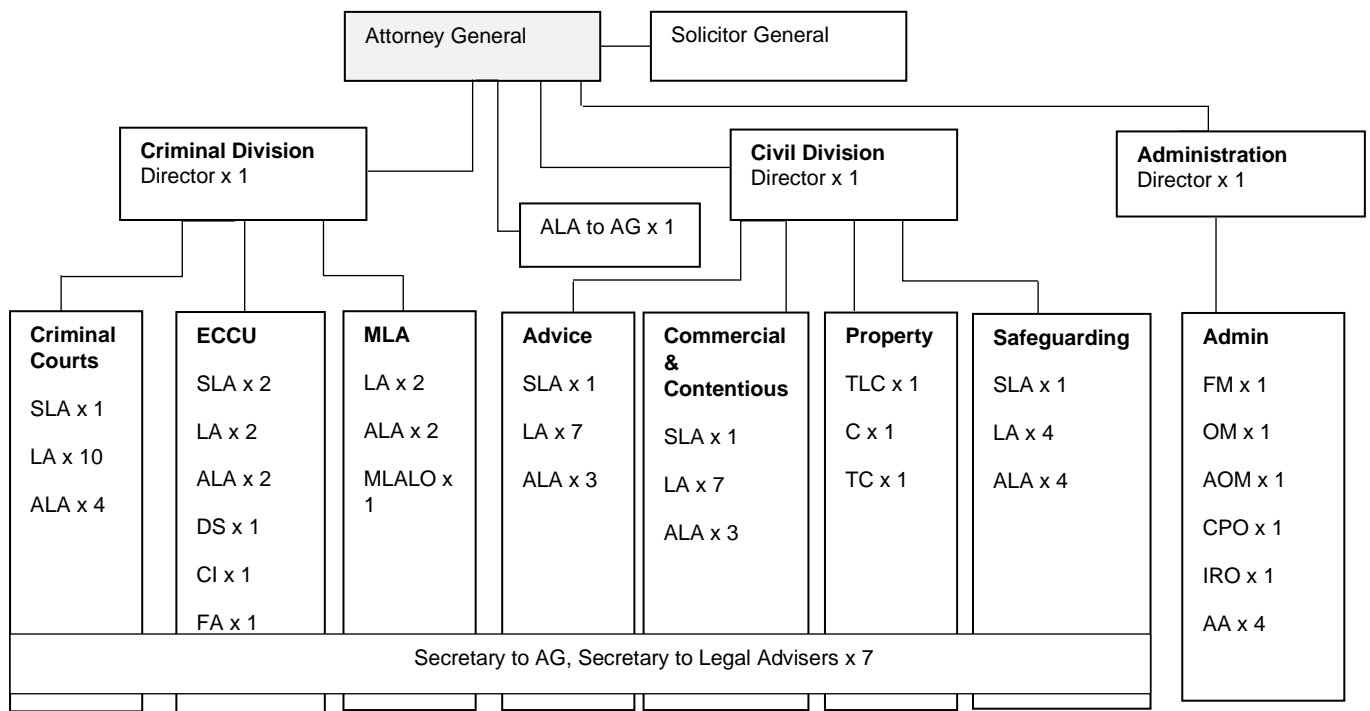 Attorney General
Solicitor General
Criminal Division
Director x 1
Civil Division
Director x 1
Administration
Director x 1
ALA to AG x 1
Criminal
Courts
SLA x 1
LA x 10
ALA x 4
ECCU
SLA x 2
LA x 2
ALA x 2
DS x 1
CI x 1
FA x 1
MLA
LA x 2
ALA x 2
MLALO x
1
Advice
SLA x 1
LA x 7
ALA x 3
Commercial
&
Contentious
SLA x 1
LA x 7
ALA x 3
Property
TLC x 1
C x 1
TC x 1
Safeguarding
SLA x 1
LA x 4
ALA x 4
Admin
FM x 1
OM x 1
AOM x 1
CPO x 1
IRO x 1
AA x 4
Secretary to AG, Secretary to Legal Advisers x 7